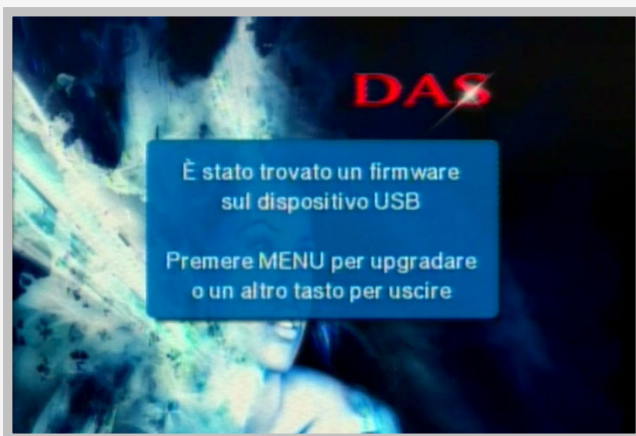 DAS
È stato trovato un firmware
sul dispositivo USB
Premere MENU per upgradare
o un altro tasto per uscire